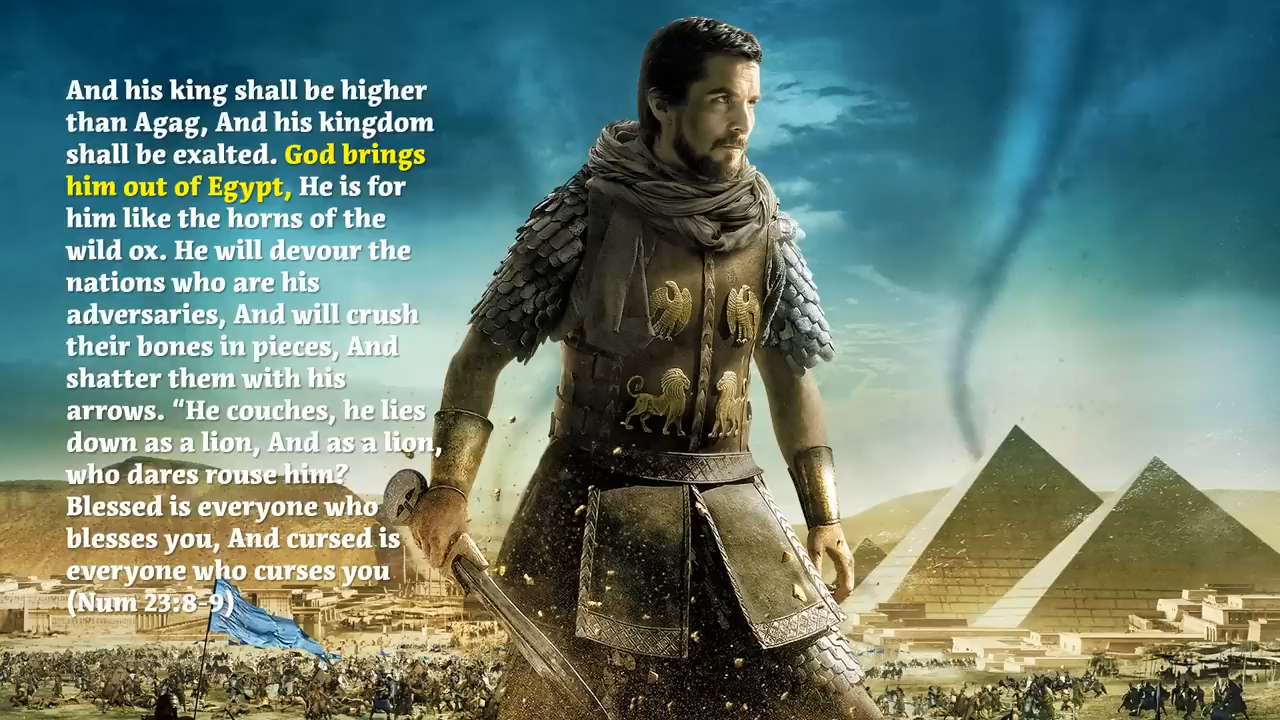 And his king shall be higher
than Agag, And his kingdom
shall be exalted. God brings
him out of Egypt, He is for
him like the horns of the
wild ox. He will devour the
nations who are his
adversaries, And will crush
their bones in pieces, And
shatter them with his
arrows. “He couches, he lies
down as a lion, And as a lion,
who dares rouse him?
Blessed is everyone who
blesses you, And cursed is
everyone who curses you
(Num 23:8-9)